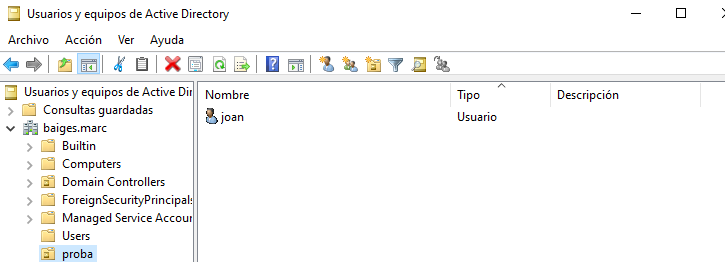 Usuarios y equipos de Active Directory
Archivo Acción Ver Ayuda
Usuarios y equipos de Active Dir
Consultas guardadas
baiges.marc
Builtin
Computers
Domain Controllers
ForeignSecurityPrincipals
Managed Service Accour
Users
proba
Nombre Tipo Descripción
joan Usuario